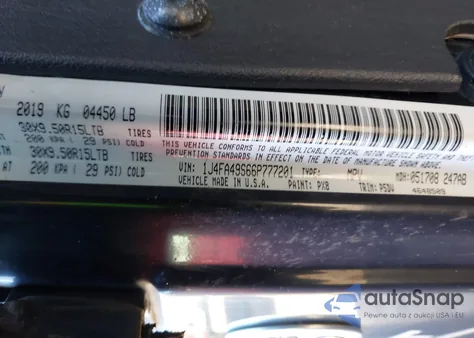 2019 KG 04450 LB
30X9.50R15LTB TIRES
200 KPA ( 29 PSI) COLD
30X9.50R15LTB TIRES
200 KPA ( 29 PSI) COLD
THIS VEHICLE CONFORMS TO ALL APPLICABLE FEDERAL MOTOR VEHICLE SAFETY
PREVENTION STANDARDS IN EFFECT ON THE DATE OF MANUFACTURE SHOWN ABOVE.
VIN: 1J4FA49S66P777201 TYPE: MPV MDH: 051708 247AB
VEHICLE MADE IN U.S.A. PAINT: PX8 TRIM:
autoSnap
Pewne auta z aukcji USA i EU